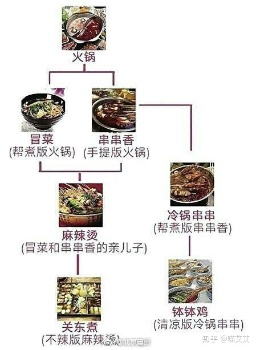 火锅
冒菜
(帮煮版火锅)
串串香
(手提版火锅)
麻辣烫
(冒菜和串串香的亲儿子)
冷锅串串
(帮煮版串串香)
关东煮
(不辣版麻辣烫)
钵钵鸡
(清凉版冷锅串串)